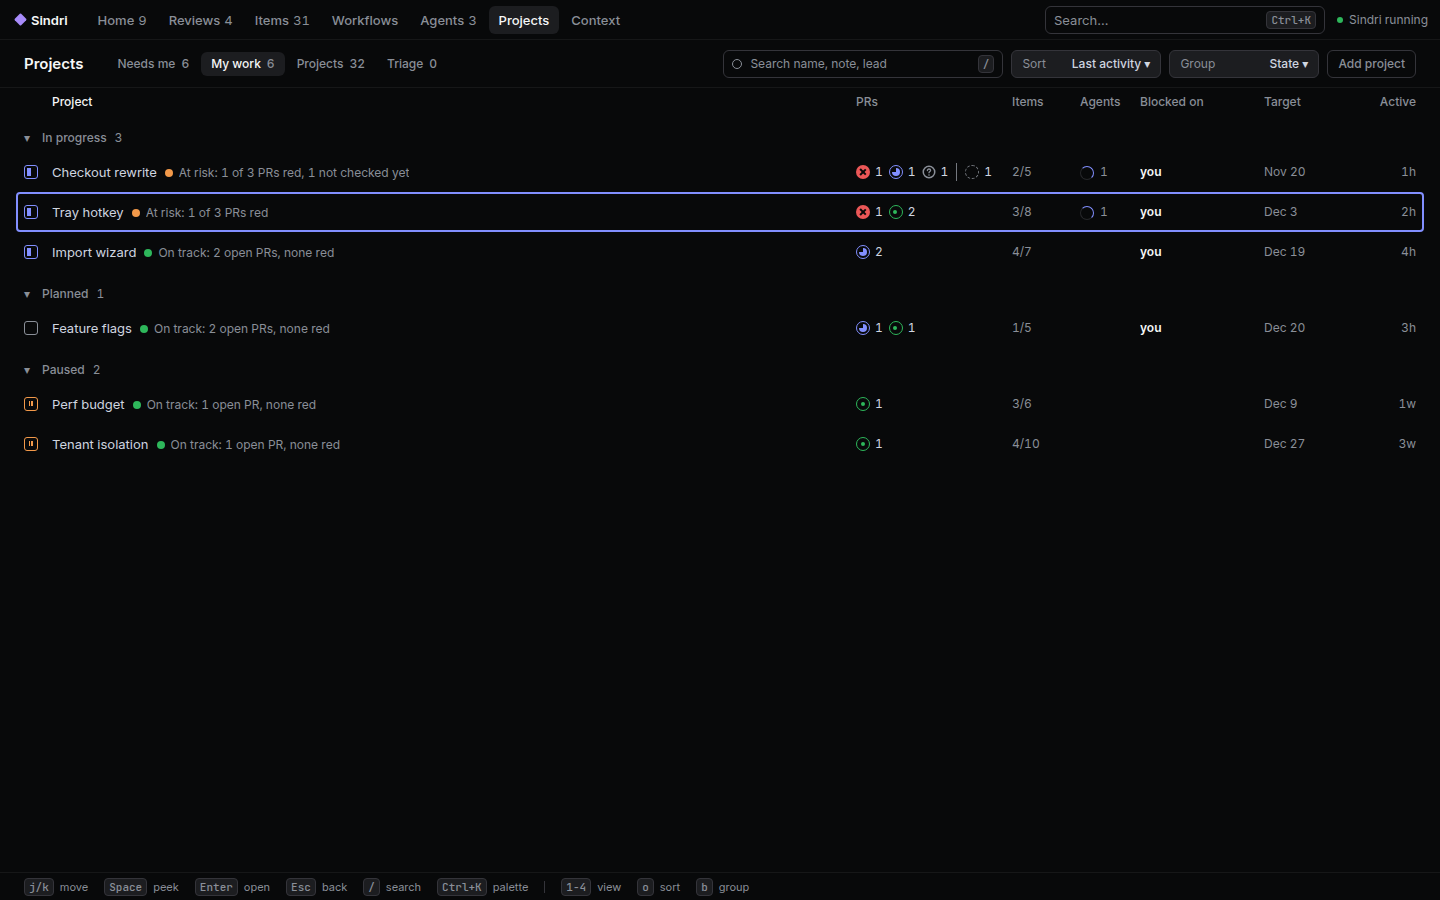 Sindri Home 9 Reviews 4 Items 31 Workflows Agents 3 Projects Context Search... Ctrl+K Sindri running
Projects Needs me 6 My work 6 Projects 32 Triage 0 Search name, note, lead / Sort Last activity ▾ Group State ▾ Add project
Project PRs Items Agents Blocked on Target Active
▾ In progress 3
Checkout rewrite At risk: 1 of 3 PRs red, 1 not checked yet 1 1 ? 1 1 2/5 1 you Nov 20 1h
Tray hotkey At risk: 1 of 3 PRs red 1 2 3/8 1 you Dec 3 2h
Import wizard On track: 2 open PRs, none red 2 4/7 you Dec 19 4h
▾ Planned 1
Feature flags On track: 2 open PRs, none red 1 1 1/5 you Dec 20 3h
▾ Paused 2
Perf budget On track: 1 open PR, none red 1 3/6 Dec 9 1w
Tenant isolation On track: 1 open PR, none red 1 4/10 Dec 27 3w
j/k move Space peek Enter open Esc back / search Ctrl+K palette 1-4 view o sort b group